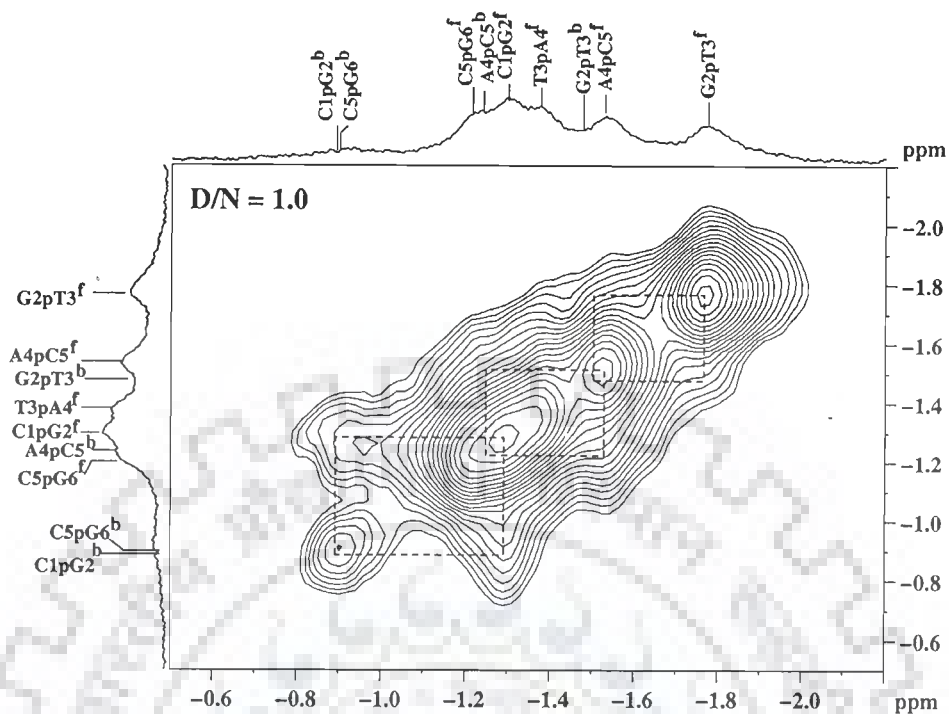 C1pG2ᵇ
C5pG6ᵇ
C5pG6ᶠ
A4pC5ᵇ
C1pG2ᶠ
T3pA4ᶠ
G2pT3ᵇ
A4pC5ᶠ
G2pT3ᶠ
ppm
D/N = 1.0
−2.0
−1.8
−1.6
−1.4
−1.2
−1.0
−0.8
−0.6
G2pT3ᶠ
A4pC5ᶠ
G2pT3ᵇ
T3pA4ᶠ
C1pG2ᶠ
A4pC5ᵇ
C5pG6ᶠ
C5pG6ᵇ
C1pG2ᵇ
−0.6 −0.8 −1.0 −1.2 −1.4 −1.6 −1.8 −2.0 ppm